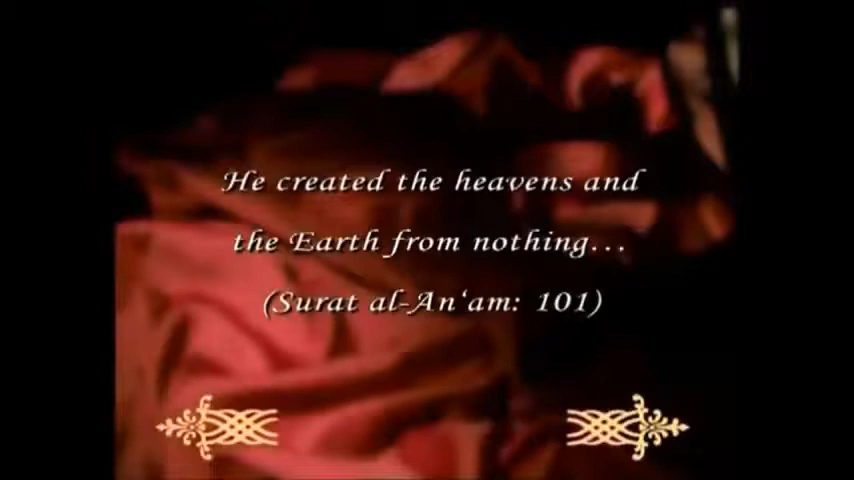 He created the heavens and
the Earth from nothing...
(Surat al-An‘am: 101)